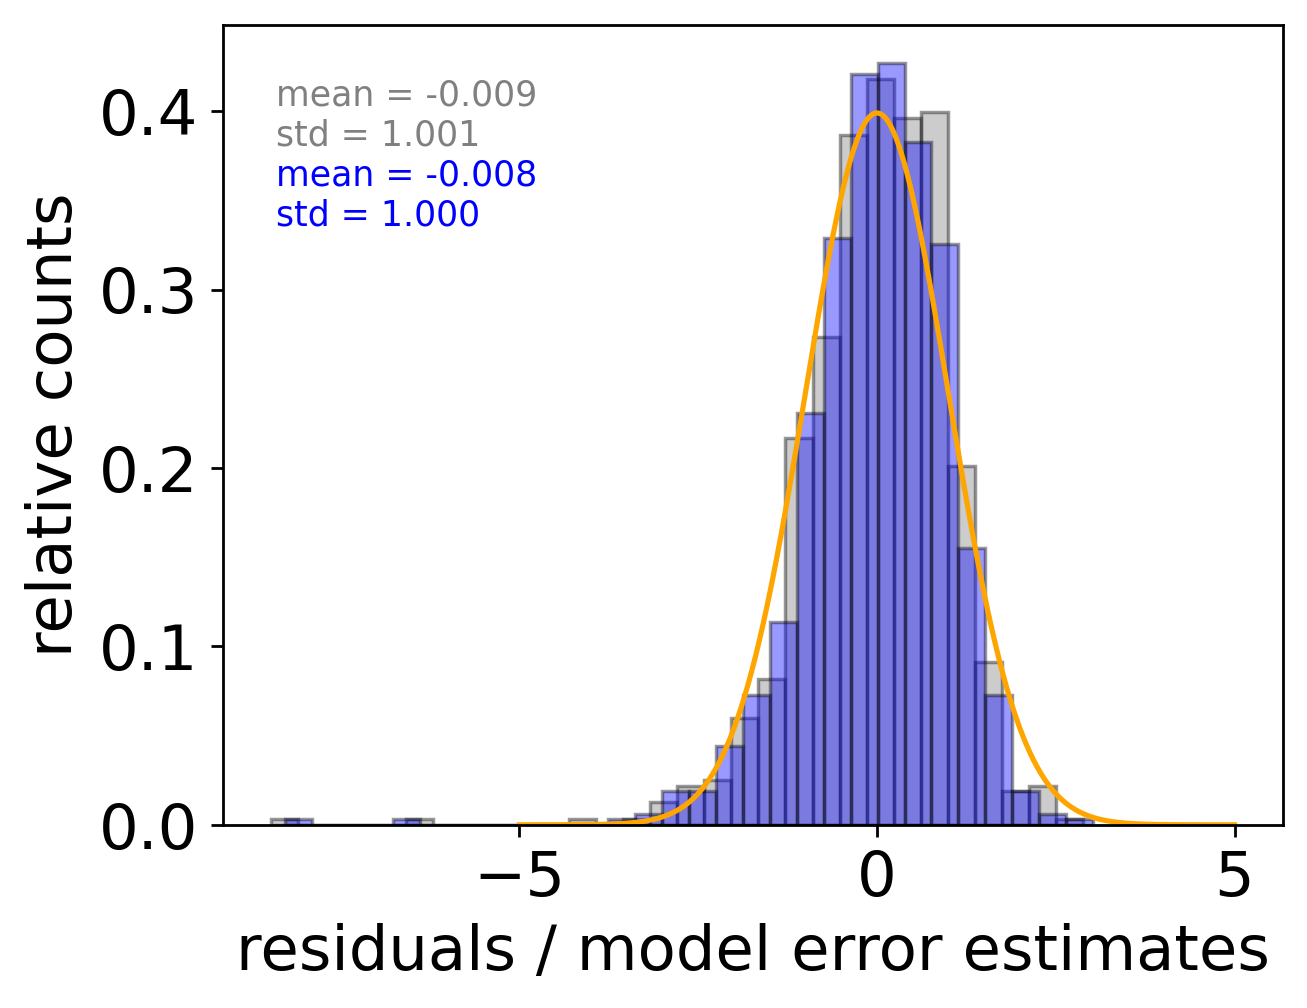 mean = -0.009
std = 1.001
mean = -0.008
std = 1.000
relative counts
0.4
0.3
0.2
0.1
0.0
−5 0 5
residuals / model error estimates